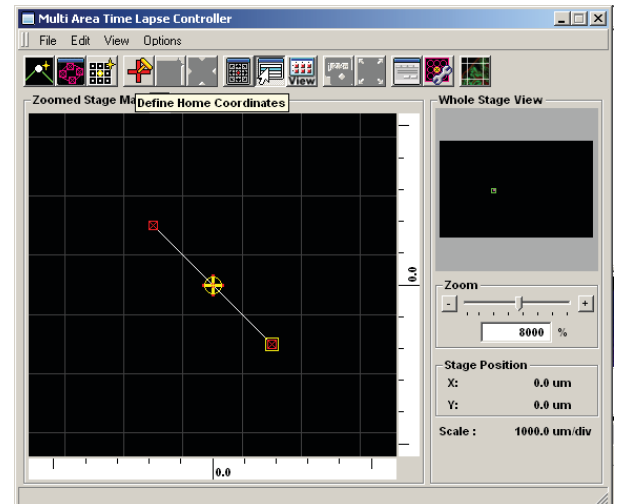 Multi Area Time Lapse Controller
File Edit View Options
View
Zoomed Stage Ma
Define Home Coordinates
Whole Stage View
0.0
0.0
Zoom
- +
8000 %
Stage Position
X: 0.0 um
Y: 0.0 um
Scale : 1000.0 um/div